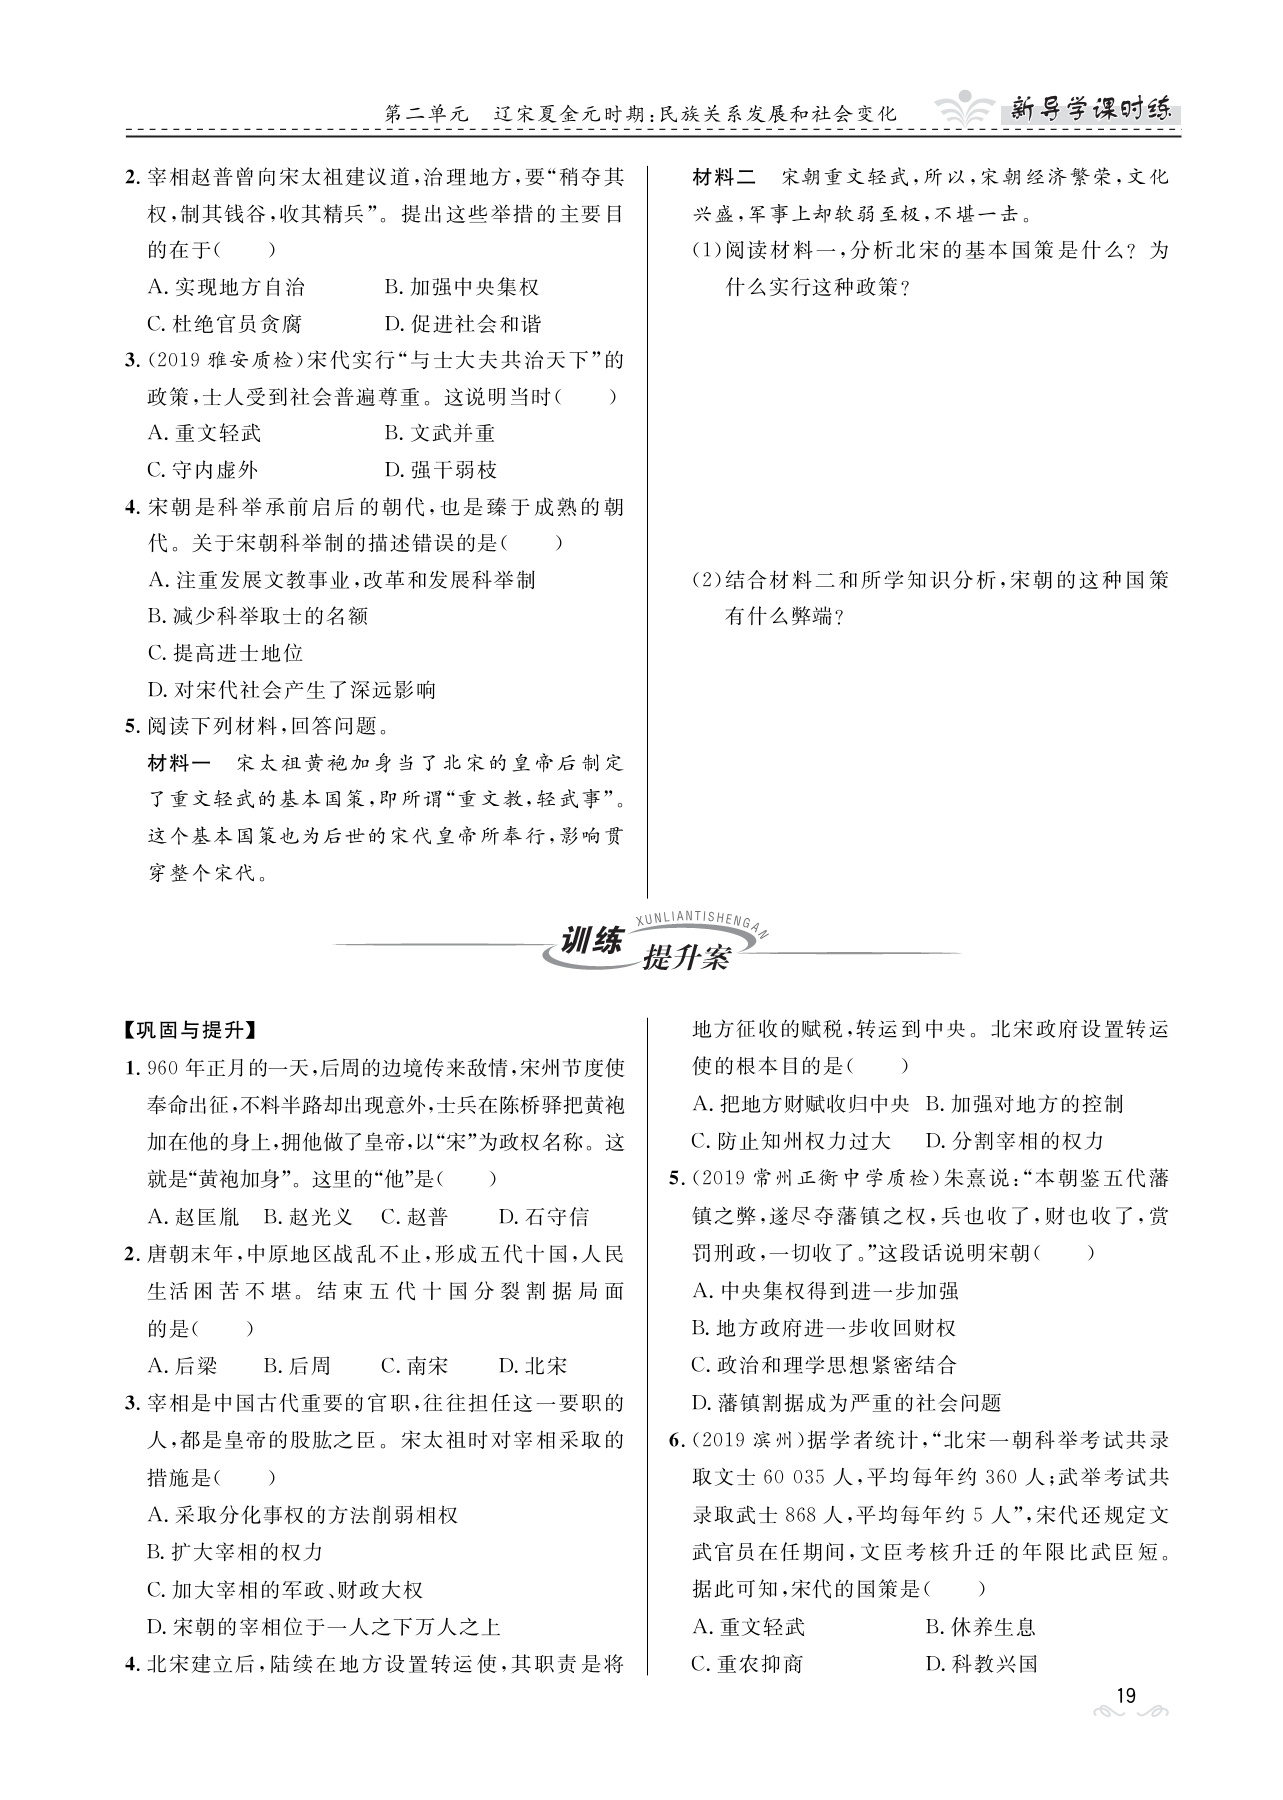 第二单元　辽宋夏金元时期:民族关系发展和社会变化
新导学课时练
2. 宰相赵普曾向宋太祖建议道,治理地方,要“稍夺其
权,制其钱谷,收其精兵”。提出这些举措的主要目
的在于(　　)
A. 实现地方自治　B. 加强中央集权
C. 杜绝官员贪腐　D. 促进社会和谐
3. (2019 雅安质检)宋代实行“与士大夫共治天下”的
政策,士人受到社会普遍尊重。这说明当时(　　)
A. 重文轻武　B. 文武并重
C. 守内虚外　D. 强干弱枝
4. 宋朝是科举承前启后的朝代,也是臻于成熟的朝
代。关于宋朝科举制的描述错误的是(　　)
A. 注重发展文教事业,改革和发展科举制
B. 减少科举取士的名额
C. 提高进士地位
D. 对宋代社会产生了深远影响
5. 阅读下列材料,回答问题。
材料一　宋太祖黄袍加身当了北宋的皇帝后制定
了重文轻武的基本国策,即所谓“重文教,轻武事”。
这个基本国策也为后世的宋代皇帝所奉行,影响贯
穿整个宋代。
材料二　宋朝重文轻武,所以,宋朝经济繁荣,文化
兴盛,军事上却软弱至极,不堪一击。
(1)阅读材料一,分析北宋的基本国策是什么? 为
什么实行这种政策?
(2)结合材料二和所学知识分析,宋朝的这种国策
有什么弊端?
XUNLIANTISHENGAN
训练
提升案
【巩固与提升】
1. 960 年正月的一天,后周的边境传来敌情,宋州节度使
奉命出征,不料半路却出现意外,士兵在陈桥驿把黄袍
加在他的身上,拥他做了皇帝,以“宋”为政权名称。这
就是“黄袍加身”。这里的“他”是(　　)
A. 赵匡胤　B. 赵光义　C. 赵普　D. 石守信
2. 唐朝末年,中原地区战乱不止,形成五代十国,人民
生活困苦不堪。结束五代十国分裂割据局面
的是(　　)
A. 后梁　B. 后周　C. 南宋　D. 北宋
3. 宰相是中国古代重要的官职,往往担任这一要职的
人,都是皇帝的股肱之臣。宋太祖时对宰相采取的
措施是(　　)
A. 采取分化事权的方法削弱相权
B. 扩大宰相的权力
C. 加大宰相的军政、财政大权
D. 宋朝的宰相位于一人之下万人之上
4. 北宋建立后,陆续在地方设置转运使,其职责是将
地方征收的赋税,转运到中央。北宋政府设置转运
使的根本目的是(　　)
A. 把地方财赋收归中央　B. 加强对地方的控制
C. 防止知州权力过大　D. 分割宰相的权力
5. (2019 常州正衡中学质检)朱熹说:“本朝鉴五代藩
镇之弊,遂尽夺藩镇之权,兵也收了,财也收了,赏
罚刑政,一切收了。”这段话说明宋朝(　　)
A. 中央集权得到进一步加强
B. 地方政府进一步收回财权
C. 政治和理学思想紧密结合
D. 藩镇割据成为严重的社会问题
6. (2019 滨州)据学者统计,“北宋一朝科举考试共录
取文士 60 035 人,平均每年约 360 人;武举考试共
录取武士 868 人,平均每年约 5 人”,宋代还规定文
武官员在任期间,文臣考核升迁的年限比武臣短。
据此可知,宋代的国策是(　　)
A. 重文轻武　B. 休养生息
C. 重农抑商　D. 科教兴国
19